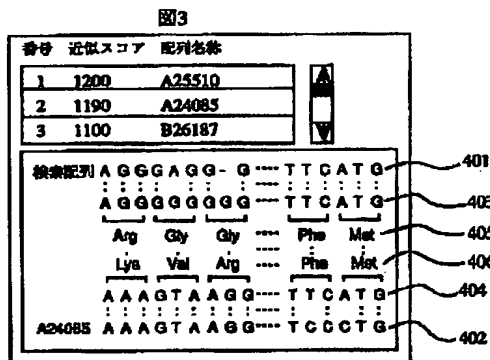 図3
番号 近似スコア 配列名称
1 1200 A25510
2 1190 A24085
3 1100 B26187
検索配列 A G G G A G G - G ---- T T C A T G 401
A G G G G G G G G ---- T T C A T G 403
Arg Gly Gly ---- Phe Met 405
Lys Val Arg ---- Phe Met 406
A A A G T A A G G ---- T T C A T G 404
A24085 A A A G T A A G G ---- T C C C T G 402